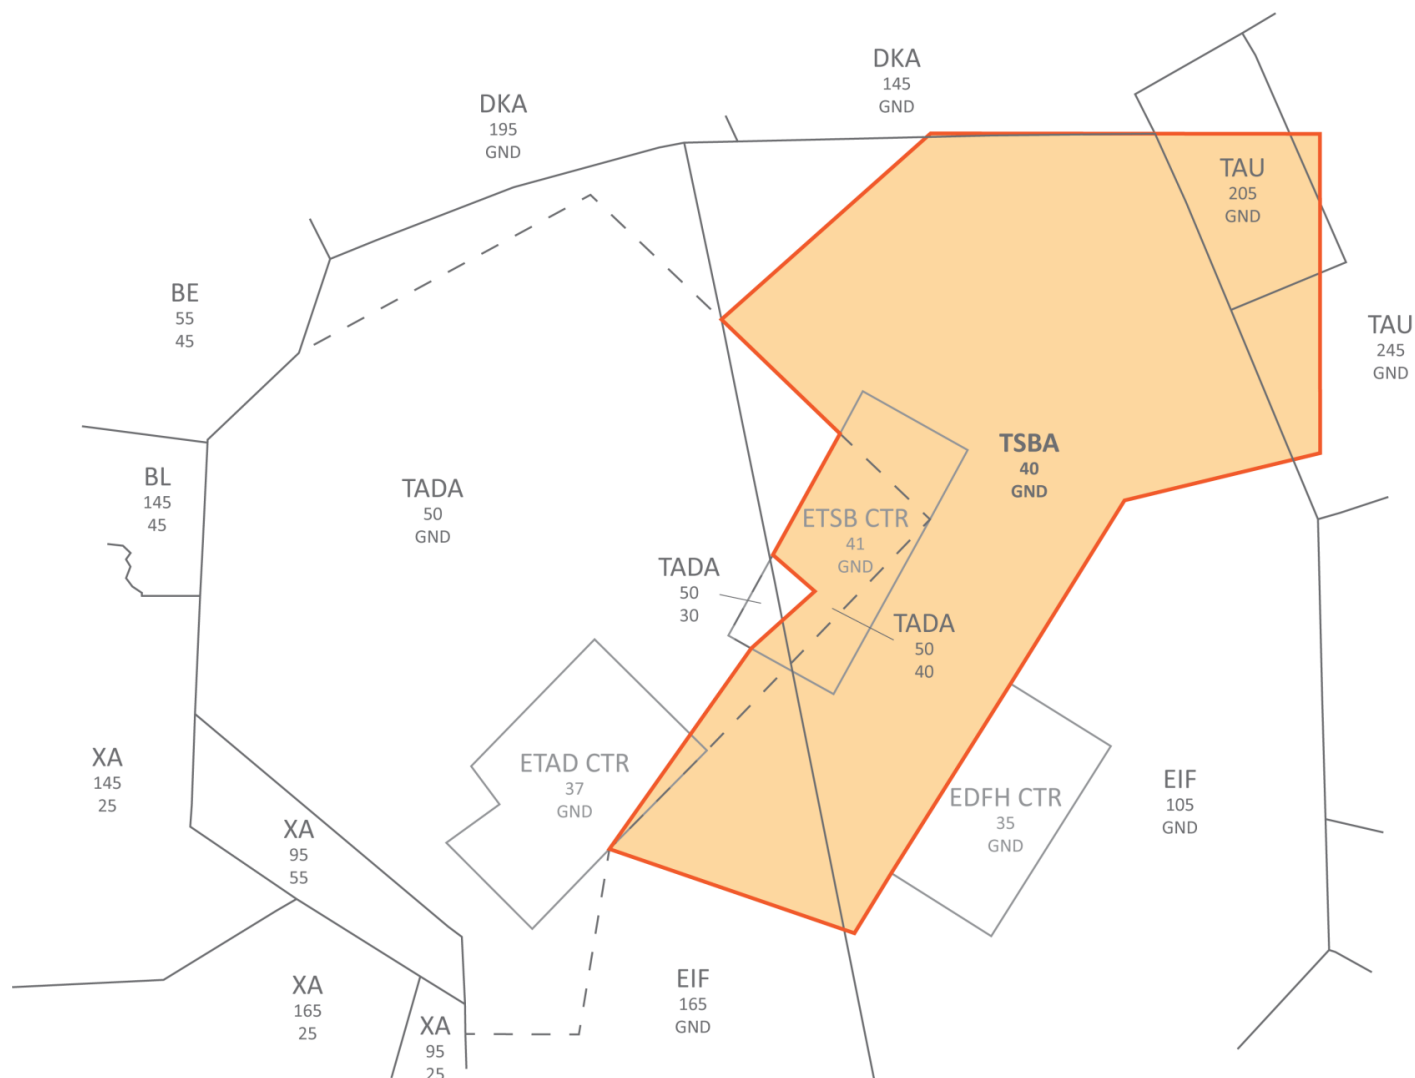 DKA
145
GND
DKA
195
GND
TAU
205
GND
BE
55
45
TAU
245
GND
TSBA
40
GND
BL
145
45
TADA
50
GND
ETSB CTR
41
GND
TADA
50
30
TADA
50
40
XA
145
25
ETAD CTR
37
GND
EDFH CTR
35
GND
EIF
105
GND
XA
95
55
EIF
165
GND
XA
165
25
XA
95
25